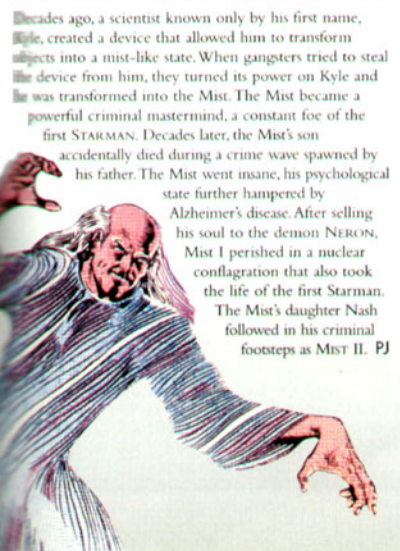 Decades ago, a scientist known only by his first name,
Kyle, created a device that allowed him to transform
objects into a mist-like state. When gangsters tried to steal
the device from him, they turned its power on Kyle and
he was transformed into the Mist. The Mist became a
powerful criminal mastermind, a constant foe of the
first STARMAN. Decades later, the Mist's son
accidentally died during a crime wave spawned by
his father. The Mist went insane, his psychological
state further hampered by
Alzheimer's disease. After selling
his soul to the demon NERON,
Mist I perished in a nuclear
conflagration that also took
the life of the first Starman.
The Mist's daughter Nash
followed in his criminal
footsteps as MIST II. PJ